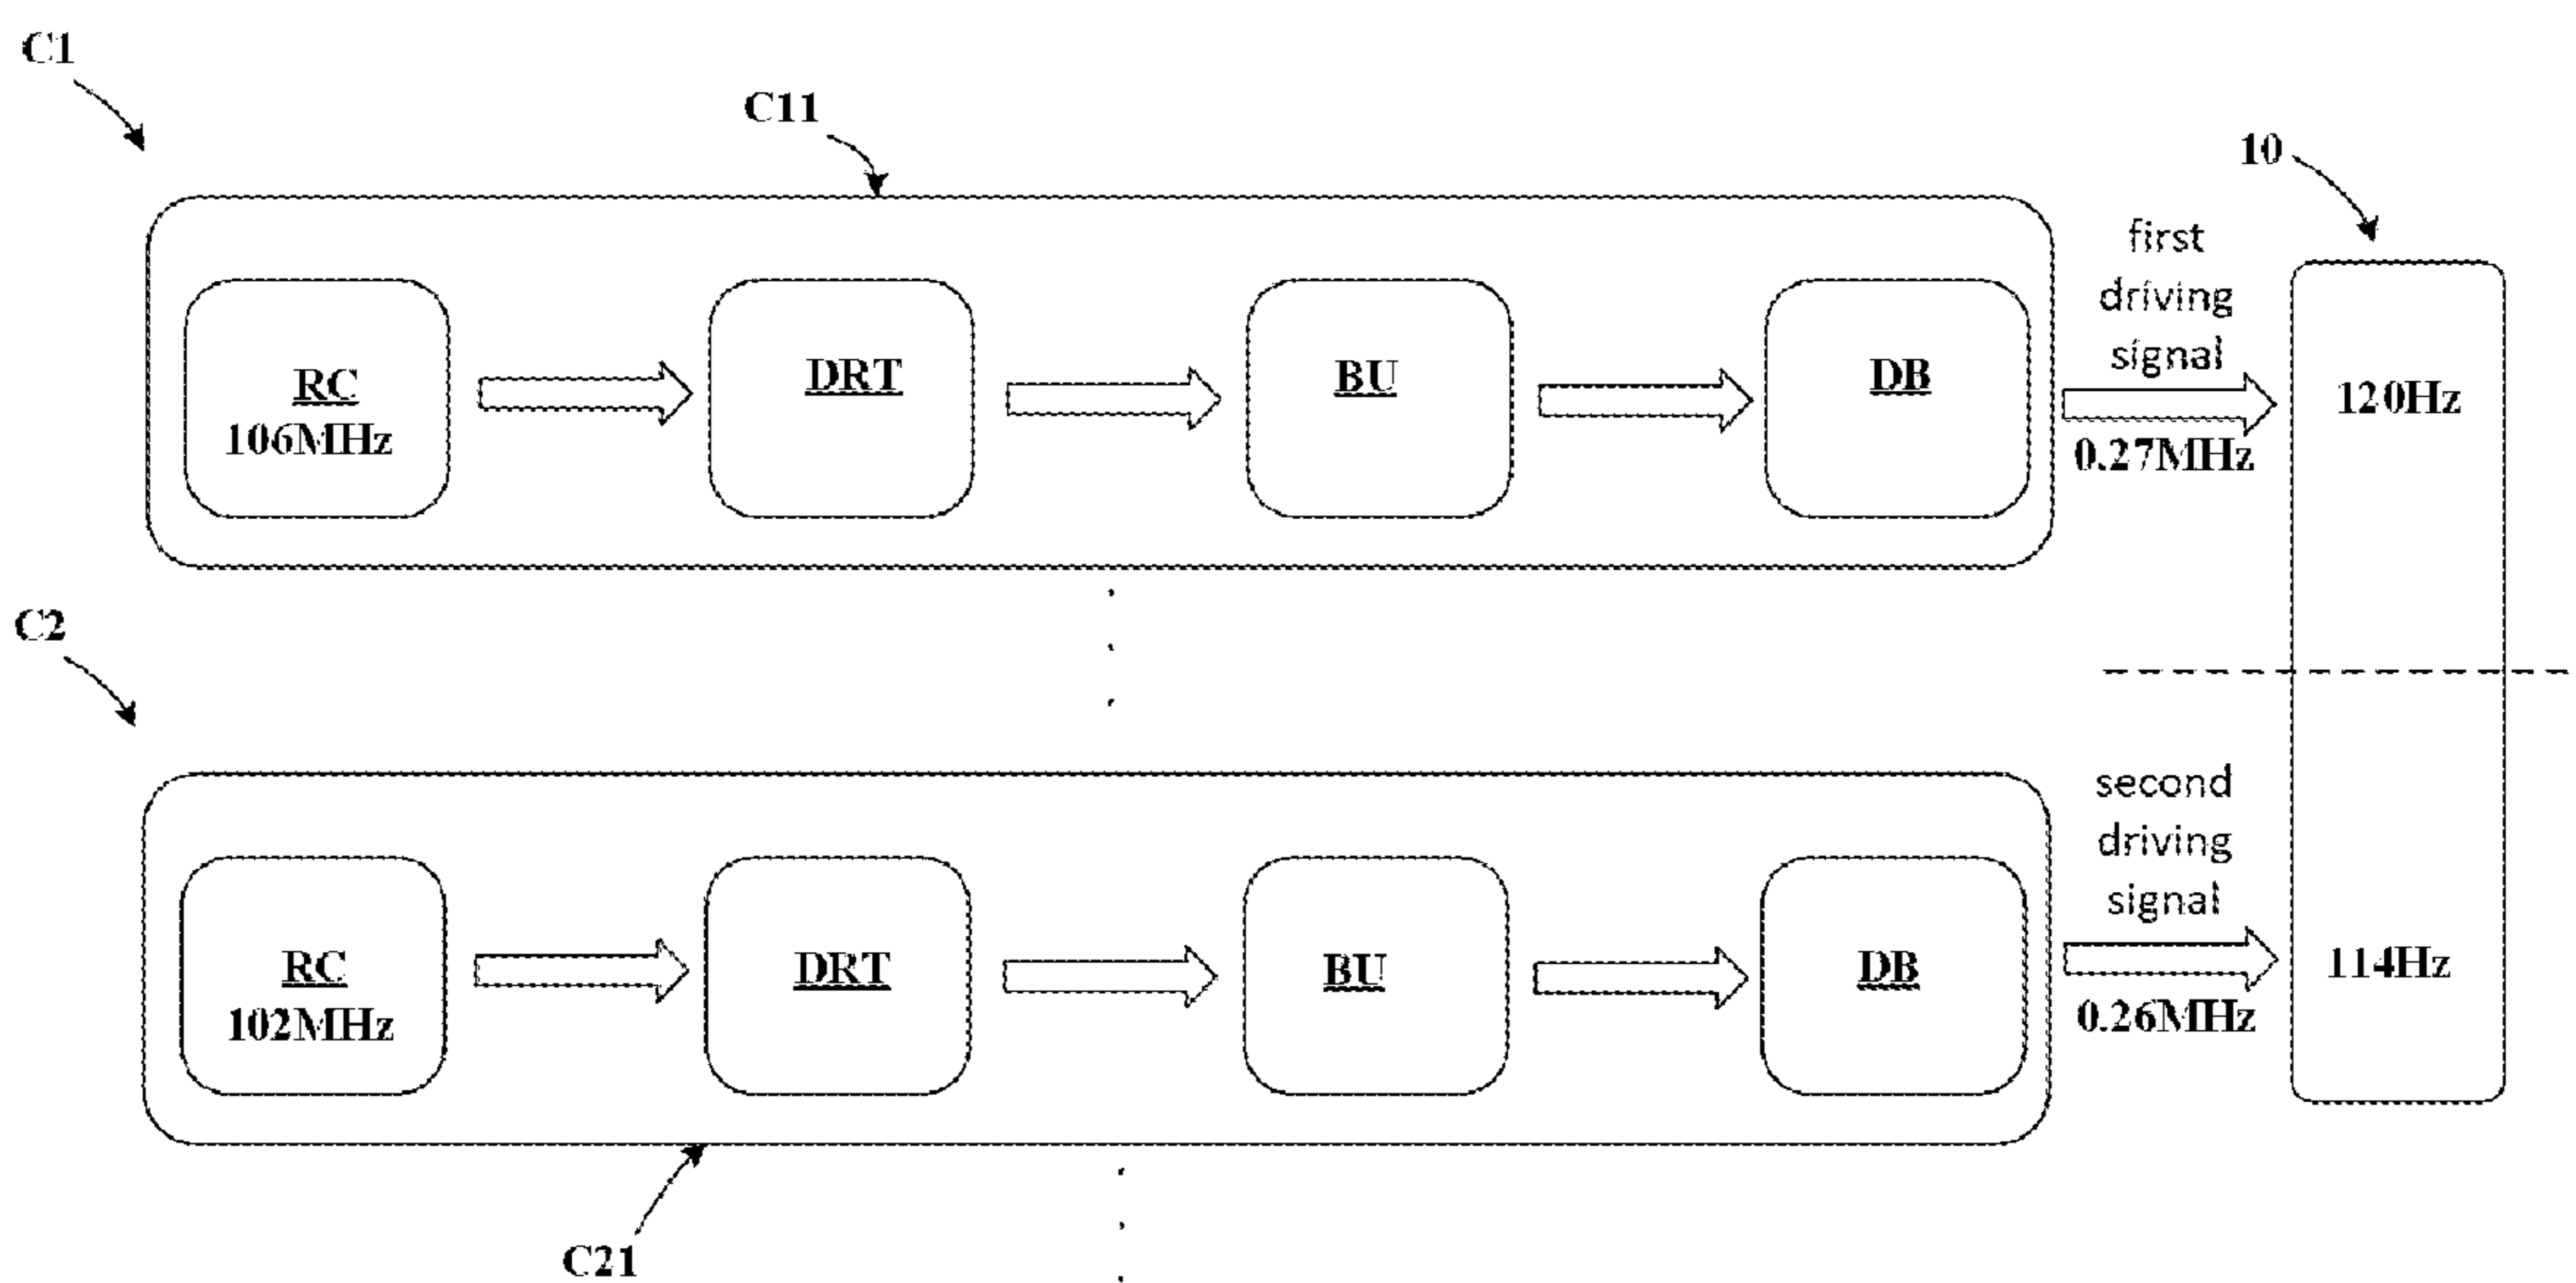 C1
C11
10
first
driving
signal
RC
106MHz
DRT
BU
DB
0.27MHz
120Hz
C2
second
driving
signal
RC
102MHz
DRT
BU
DB
0.26MHz
114Hz
C21